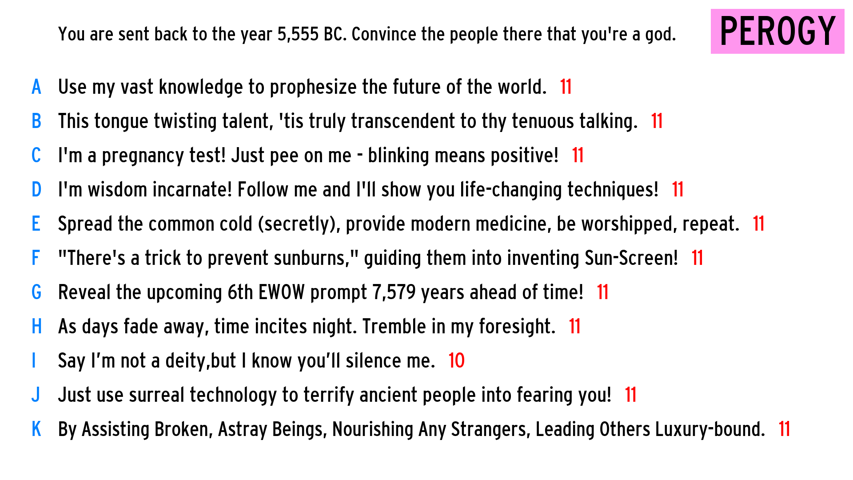 You are sent back to the year 5,555 BC. Convince the people there that you're a god.
PEROGY
A Use my vast knowledge to prophesize the future of the world. 11
B This tongue twisting talent, 'tis truly transcendent to thy tenuous talking. 11
C I'm a pregnancy test! Just pee on me - blinking means positive! 11
D I'm wisdom incarnate! Follow me and I'll show you life-changing techniques! 11
E Spread the common cold (secretly), provide modern medicine, be worshipped, repeat. 11
F "There's a trick to prevent sunburns," guiding them into inventing Sun-Screen! 11
G Reveal the upcoming 6th EWOW prompt 7,579 years ahead of time! 11
H As days fade away, time incites night. Tremble in my foresight. 11
I Say I’m not a deity,but I know you’ll silence me. 10
J Just use surreal technology to terrify ancient people into fearing you! 11
K By Assisting Broken, Astray Beings, Nourishing Any Strangers, Leading Others Luxury-bound. 11